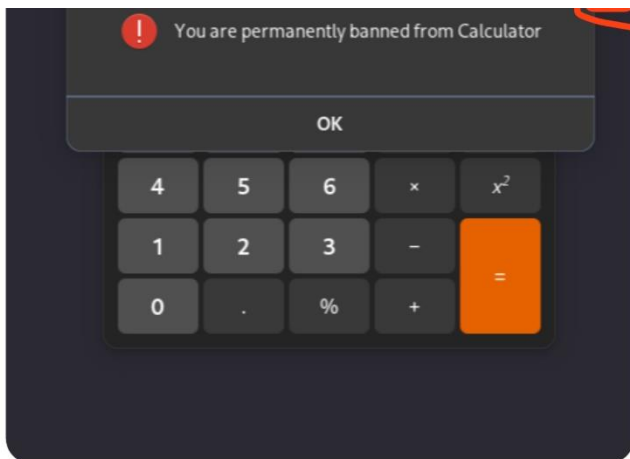 ! You are permanently banned from Calculator
OK
4 5 6 × x²
1 2 3 − =
0 . % +